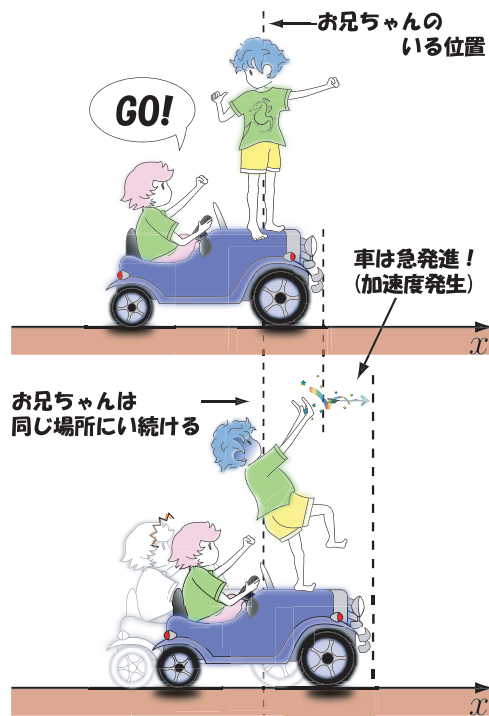 お兄ちゃんの
いる位置
GO!
車は急発進！
(加速度発生)
x
お兄ちゃんは
同じ場所にい続ける
x